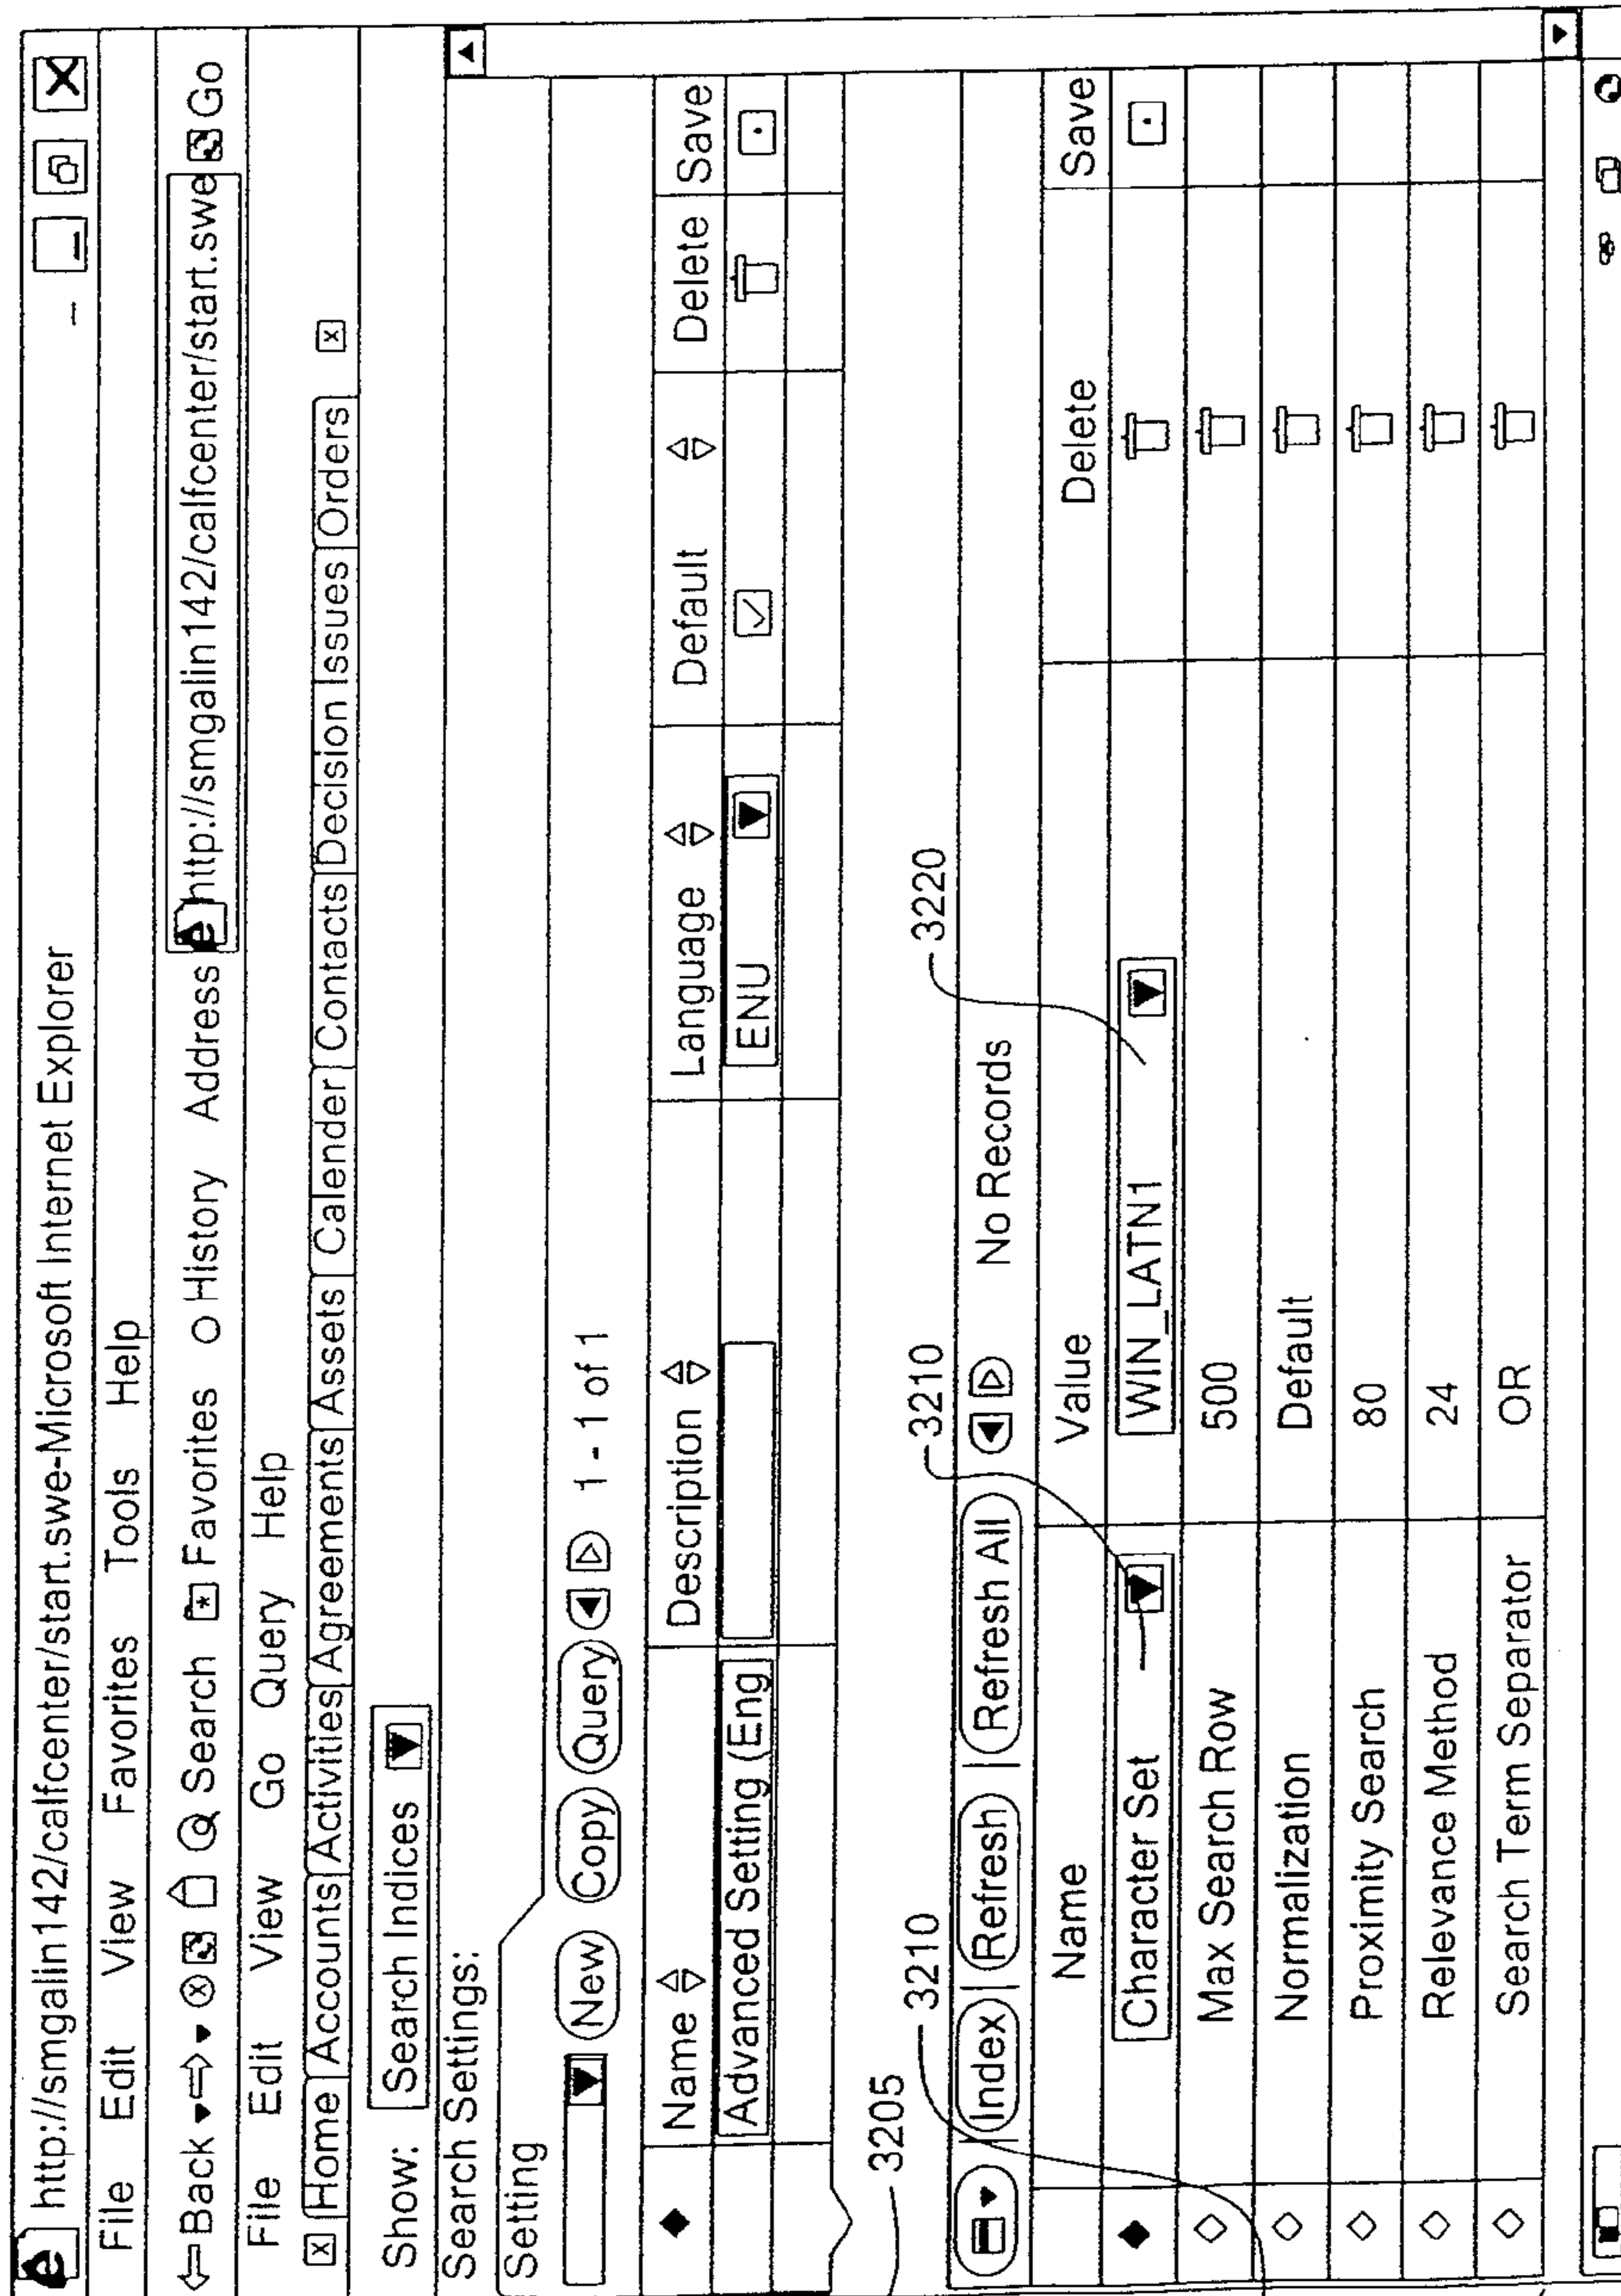 http://smgalin142/calfcenter/start.swe-Microsoft Internet Explorer
File Edit View Favorites Tools Help
Back Search Favorites History Address http://smgalin142/calfcenter/start.swe Go
File Edit View Go Query Help
Home Accounts Activities Agreements Assets Calender Contacts Decision Issues Orders
Show: Search Indices
Search Settings:
Setting
New Copy Query 1 - 1 of 1
Name Description Language Default Delete Save
Advanced Setting (Eng ENU
3205
3210
3210
3220
Index Refresh Refresh All No Records
Name Value Delete Save
Character Set WIN_LATN1
Max Search Row 500
Normalization Default
Proximity Search 80
Relevance Method 24
Search Term Separator OR